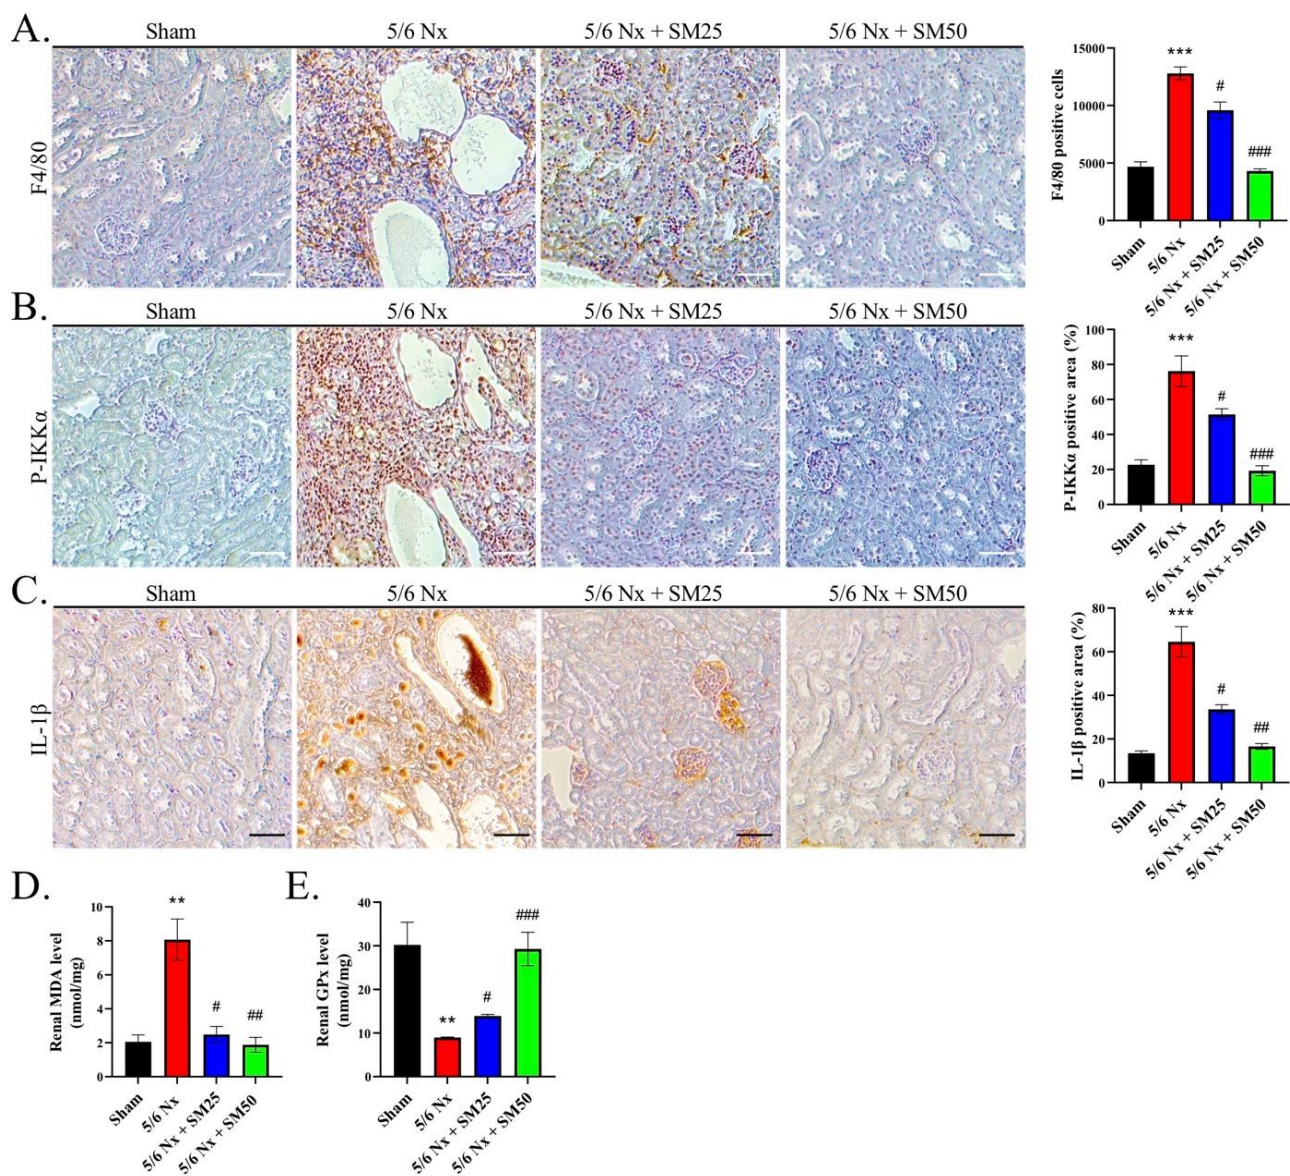 A.
Sham
5/6 Nx
5/6 Nx + SM25
5/6 Nx + SM50
F4/80
F4/80 positive cells
15000
10000
5000
0
***
#
###
Sham
5/6 Nx
5/6 Nx + SM25
5/6 Nx + SM50
B.
Sham
5/6 Nx
5/6 Nx + SM25
5/6 Nx + SM50
P-IKKα
P-IKKα positive area (%)
100
80
60
40
20
0
***
#
###
Sham
5/6 Nx
5/6 Nx + SM25
5/6 Nx + SM50
C.
Sham
5/6 Nx
5/6 Nx + SM25
5/6 Nx + SM50
IL-1β
IL-1β positive area (%)
80
60
40
20
0
***
#
##
Sham
5/6 Nx
5/6 Nx + SM25
5/6 Nx + SM50
D.
Renal MDA level
(nmol/mg)
10
8
6
4
2
0
**
#
##
Sham
5/6 Nx
5/6 Nx + SM25
5/6 Nx + SM50
E.
Renal GPx level
(nmol/mg)
40
30
20
10
0
**
#
###
Sham
5/6 Nx
5/6 Nx + SM25
5/6 Nx + SM50